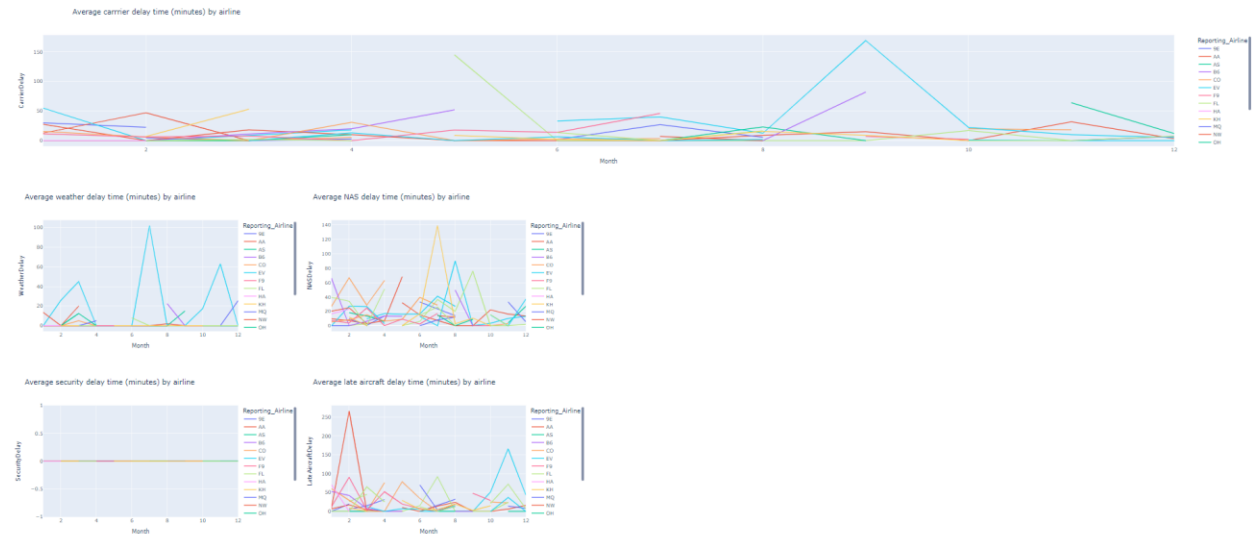 Average carrrier delay time (minutes) by airline
Reporting_Airline
9E
AA
AS
B6
CO
EV
F9
FL
HA
KH
MQ
NW
OH
150
100
50
0
CarrierDelay
2
4
6
8
10
12
Month
Average weather delay time (minutes) by airline
Reporting_Airline
9E
AA
AS
B6
CO
EV
F9
FL
HA
KH
MQ
NW
OH
100
80
60
40
20
0
WeatherDelay
2
4
6
8
10
12
Month
Average NAS delay time (minutes) by airline
Reporting_Airline
9E
AA
AS
B6
CO
EV
F9
FL
HA
KH
MQ
NW
OH
140
120
100
80
60
40
20
0
NASDelay
2
4
6
8
10
12
Month
Average security delay time (minutes) by airline
Reporting_Airline
9E
AA
AS
B6
CO
EV
F9
FL
HA
KH
MQ
NW
OH
1
0.5
0
−0.5
−1
SecurityDelay
2
4
6
8
10
12
Month
Average late aircraft delay time (minutes) by airline
Reporting_Airline
9E
AA
AS
B6
CO
EV
F9
FL
HA
KH
MQ
NW
OH
250
200
150
100
50
0
LateAircraftDelay
2
4
6
8
10
12
Month